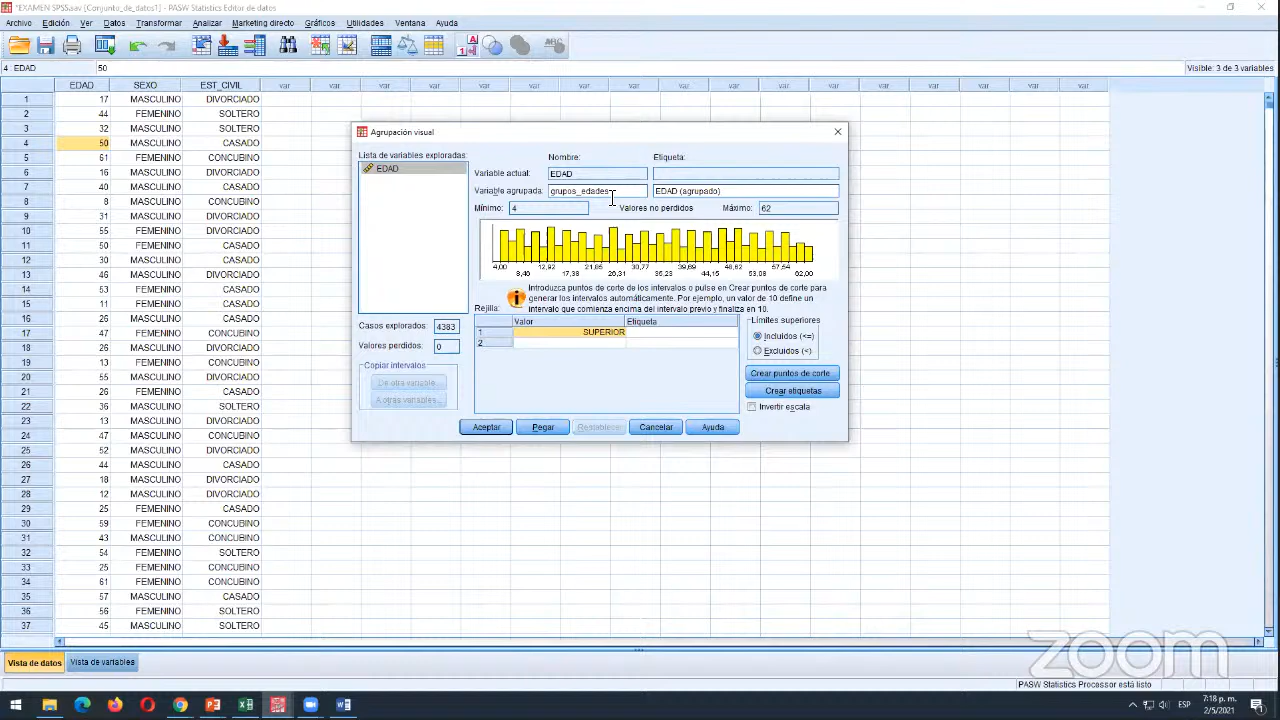 *EXAMEN SPSS.sav [Conjunto_de_datos1] - PASW Statistics Editor de datos
Archivo Edición Ver Datos Transformar Analizar Marketing directo Gráficos Utilidades Ventana Ayuda
4 : EDAD 50 Visible: 3 de 3 variables
EDAD SEXO EST_CIVIL var var var var var var var var var var var var var var var var var
1 17 MASCULINO DIVORCIADO
2 44 FEMENINO SOLTERO
3 32 MASCULINO SOLTERO
4 50 MASCULINO CASADO
5 61 FEMENINO CONCUBINO
6 16 MASCULINO DIVORCIADO
7 40 MASCULINO CASADO
8 8 MASCULINO CONCUBINO
9 31 MASCULINO DIVORCIADO
10 55 FEMENINO DIVORCIADO
11 50 FEMENINO CASADO
12 30 MASCULINO CASADO
13 46 MASCULINO DIVORCIADO
14 53 FEMENINO CASADO
15 11 FEMENINO CASADO
16 26 MASCULINO CASADO
17 47 FEMENINO CONCUBINO
18 26 MASCULINO DIVORCIADO
19 13 FEMENINO CONCUBINO
20 55 MASCULINO DIVORCIADO
21 26 FEMENINO CASADO
22 36 MASCULINO SOLTERO
23 13 MASCULINO DIVORCIADO
24 47 MASCULINO CONCUBINO
25 52 MASCULINO DIVORCIADO
26 44 MASCULINO CASADO
27 18 MASCULINO DIVORCIADO
28 12 MASCULINO DIVORCIADO
29 25 FEMENINO CASADO
30 59 FEMENINO CONCUBINO
31 43 MASCULINO CONCUBINO
32 54 FEMENINO SOLTERO
33 25 FEMENINO CONCUBINO
34 61 FEMENINO CONCUBINO
35 57 MASCULINO CASADO
36 56 FEMENINO SOLTERO
37 45 MASCULINO SOLTERO
Agrupación visual
Lista de variables exploradas:
EDAD
Nombre: Etiqueta:
Variable actual: EDAD
Variable agrupada: grupos_edades EDAD (agrupado)
Mínimo: 4 Valores no perdidos Máximo: 62
4,00 12,92 21,85 30,77 39,69 48,62 57,54
8,46 17,38 26,31 35,23 44,15 53,08 62,00
Introduzca puntos de corte de los intervalos o pulse en Crear puntos de corte para
generar los intervalos automáticamente. Por ejemplo, un valor de 10 define un
intervalo que comienza encima del intervalo previo y finaliza en 10.
Rejilla:
Valor Etiqueta
1 SUPERIOR
2
Casos explorados: 4383
Valores perdidos: 0
Copiar intervalos
De otra variable...
A otras variables...
Límites superiores
Incluidos (<=)
Excluidos (<)
Crear puntos de corte
Crear etiquetas
Invertir escala
Aceptar Pegar Restablecer Cancelar Ayuda
Vista de datos Vista de variables
zoom
PASW Statistics Processor está listo
ESP 7:18 p. m.
2/5/2021